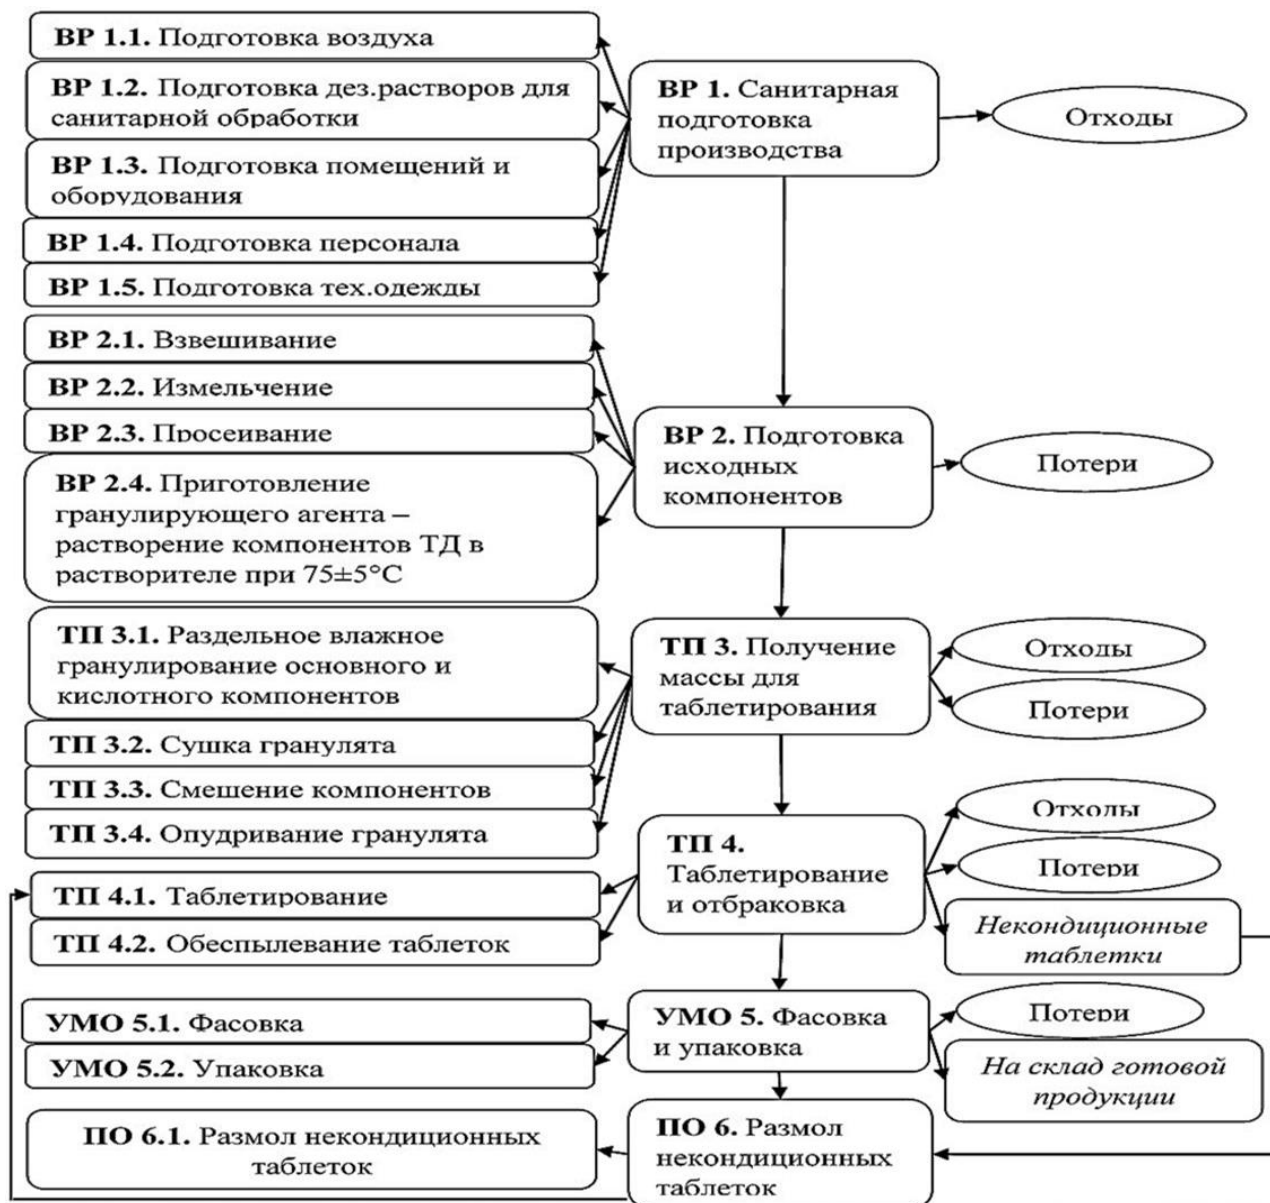 ВР 1.1. Подготовка воздуха
ВР 1.2. Подготовка дез.растворов для
санитарной обработки
ВР 1.3. Подготовка помещений и
оборудования
ВР 1.4. Подготовка персонала
ВР 1.5. Подготовка тех.одежды
ВР 1. Санитарная
подготовка
производства
Отходы
ВР 2.1. Взвешивание
ВР 2.2. Измельчение
ВР 2.3. Просеивание
ВР 2.4. Приготовление
гранулирующего агента –
растворение компонентов ТД в
растворителе при 75±5°С
ВР 2. Подготовка
исходных
компонентов
Потери
ТП 3.1. Раздельное влажное
гранулирование основного и
кислотного компонентов
ТП 3.2. Сушка гранулята
ТП 3.3. Смешение компонентов
ТП 3.4. Опудривание гранулята
ТП 3. Получение
массы для
таблетирования
Отходы
Потери
ТП 4.1. Таблетирование
ТП 4.2. Обеспылевание таблеток
ТП 4.
Таблетирование
и отбраковка
Отходы
Потери
Некондиционные
таблетки
УМО 5.1. Фасовка
УМО 5.2. Упаковка
УМО 5. Фасовка
и упаковка
Потери
На склад готовой
продукции
ПО 6.1. Размол некондиционных
таблеток
ПО 6. Размол
некондиционных
таблеток